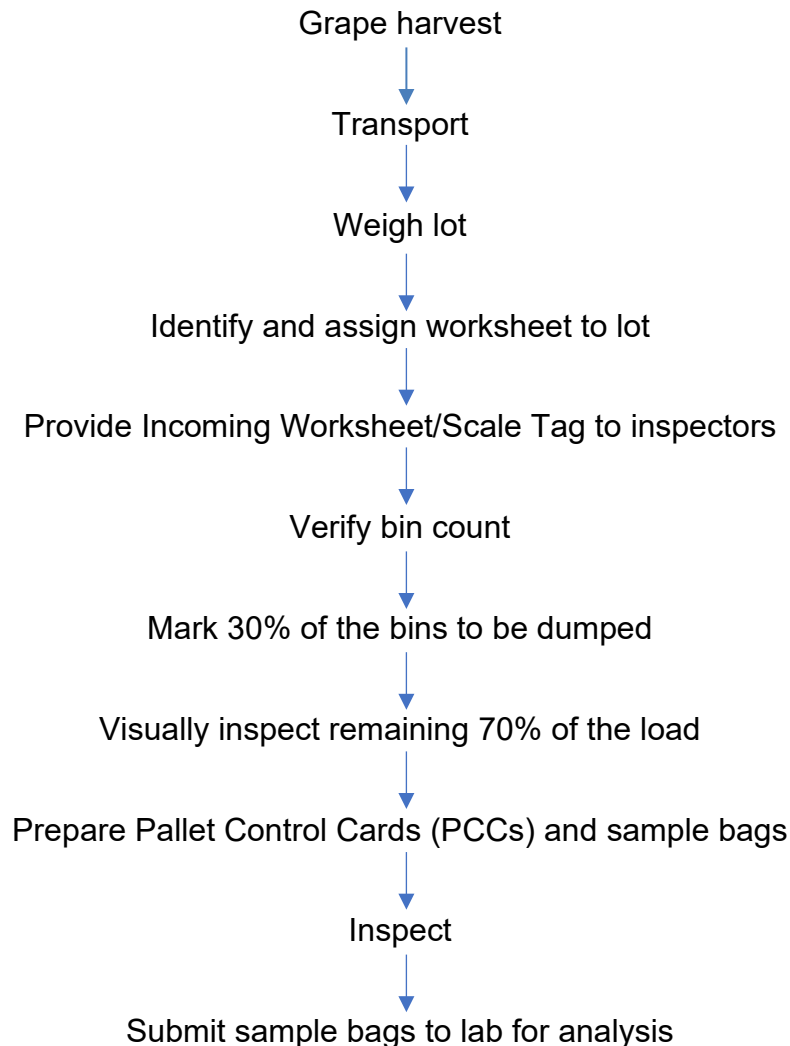 Grape harvest
Transport
Weigh lot
Identify and assign worksheet to lot
Provide Incoming Worksheet/Scale Tag to inspectors
Verify bin count
Mark 30% of the bins to be dumped
Visually inspect remaining 70% of the load
Prepare Pallet Control Cards (PCCs) and sample bags
Inspect
Submit sample bags to lab for analysis